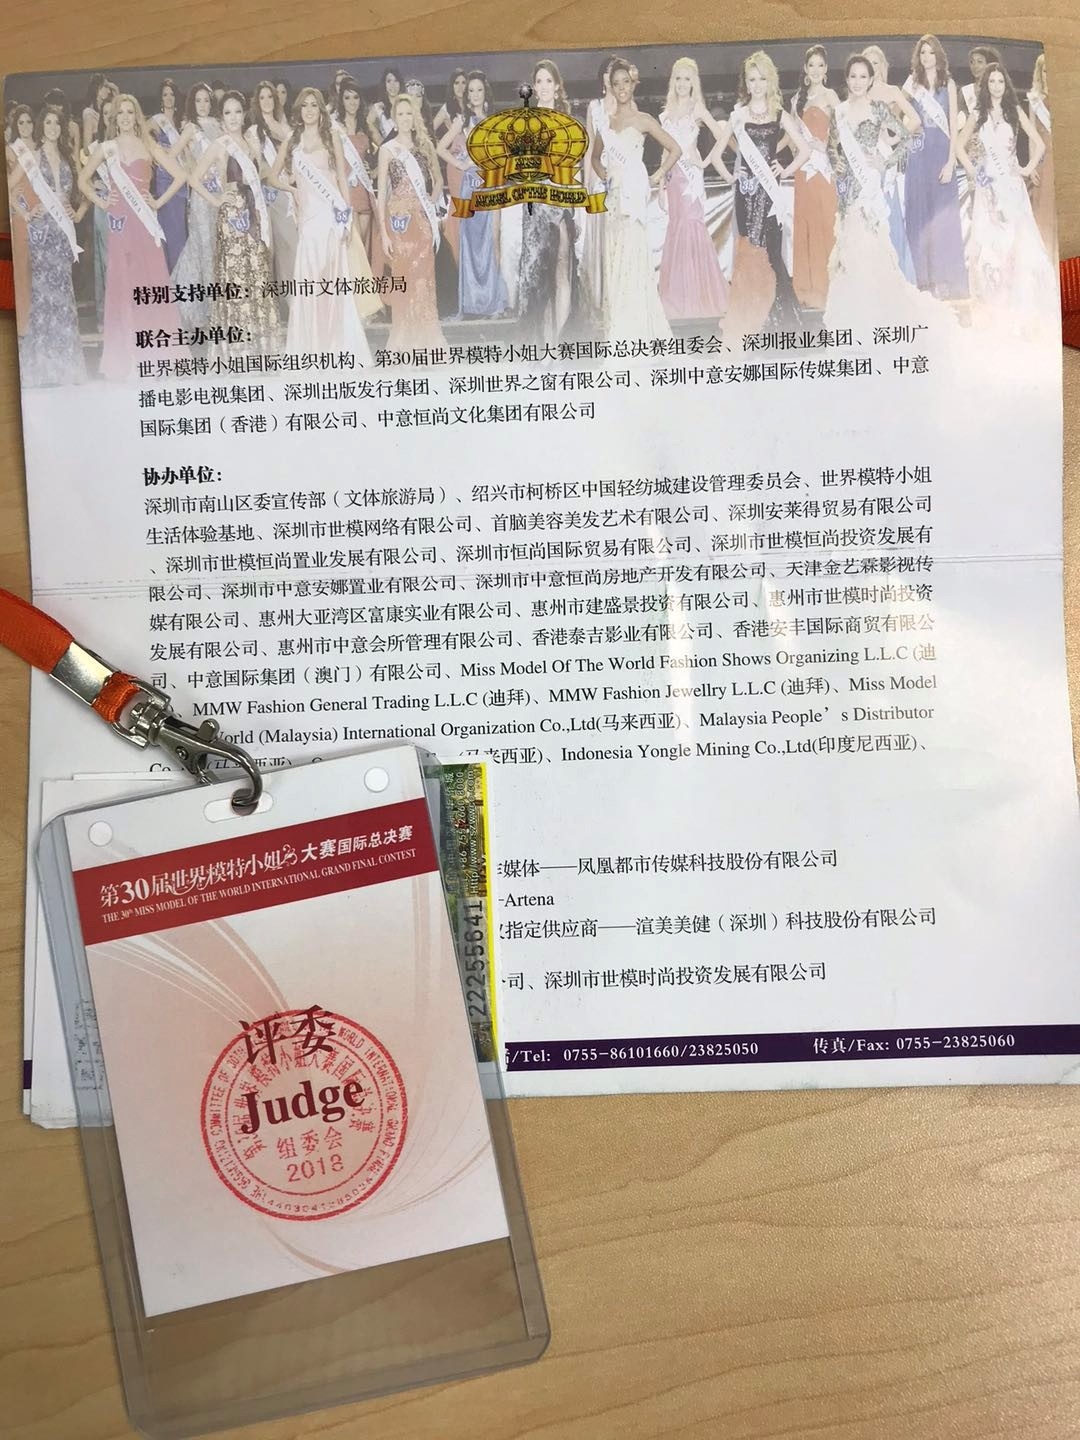 MISS
MODEL OF THE WORLD
特别支持单位：深圳市文体旅游局
联合主办单位：
世界模特小姐国际组织机构、第30届世界模特小姐大赛国际总决赛组委会、深圳报业集团、深圳广
播电影电视集团、深圳出版发行集团、深圳世界之窗有限公司、深圳中意安娜国际传媒集团、中意
国际集团（香港）有限公司、中意恒尚文化集团有限公司
协办单位：
深圳市南山区委宣传部（文体旅游局）、绍兴市柯桥区中国轻纺城建设管理委员会、世界模特小姐
生活体验基地、深圳市世模网络有限公司、首脑美容美发艺术有限公司、深圳安莱得贸易有限公司
、深圳市世模恒尚置业发展有限公司、深圳市恒尚国际贸易有限公司、深圳市世模恒尚投资发展有
限公司、深圳市中意安娜置业有限公司、深圳市中意恒尚房地产开发有限公司、天津金艺霖影视传
媒有限公司、惠州大亚湾区富康实业有限公司、惠州市建盛景投资有限公司、惠州市世模时尚投资
发展有限公司、惠州市中意会所管理有限公司、香港泰吉影业有限公司、香港安丰国际商贸有限公
司、中意国际集团（澳门）有限公司、Miss Model Of The World Fashion Shows Organizing L.L.C (迪
MMW Fashion General Trading L.L.C (迪拜)、MMW Fashion Jewellry L.L.C (迪拜)、Miss Model
World (Malaysia) International Organization Co.,Ltd(马来西亚)、Malaysia People’s Distributor
(马来西亚)、Indonesia Yongle Mining Co.,Ltd(印度尼西亚)、
媒体——凤凰都市传媒科技股份有限公司
-Artena
指定供应商——渲美美健（深圳）科技股份有限公司
公司、深圳市世模时尚投资发展有限公司
/Tel: 0755-86101660/23825050 传真/Fax: 0755-23825060
第30届世界模特小姐大赛国际总决赛
THE 30th MISS MODEL OF THE WORLD INTERNATIONAL GRAND FINAL CONTEST
评委
Judge
组委会
2018
22255641